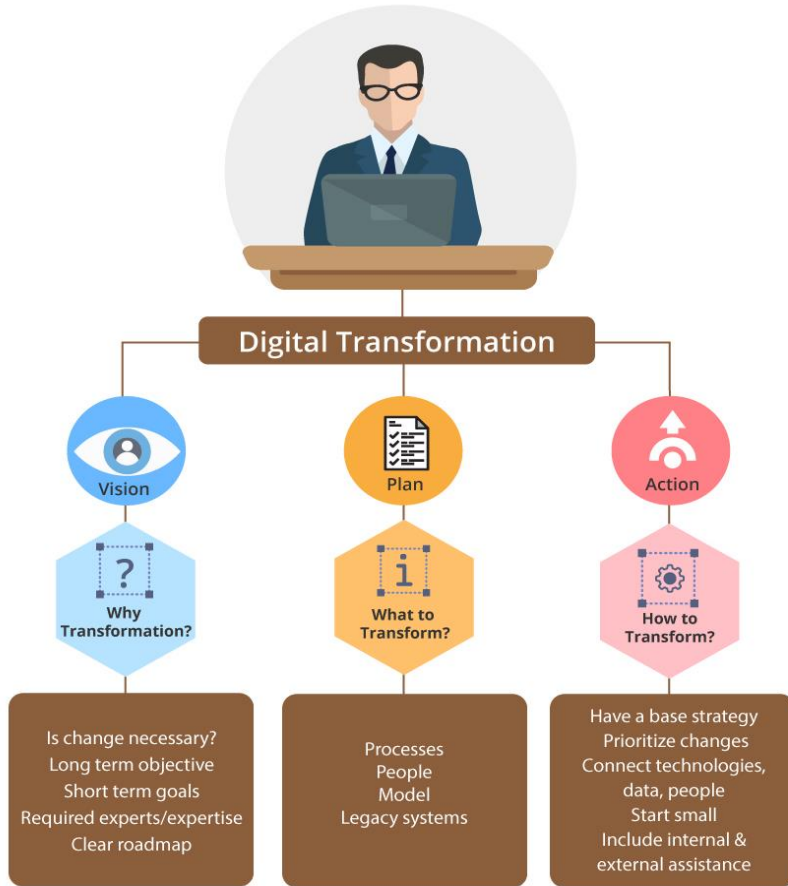 Digital Transformation
Vision
Plan
Action
?
i
Why
Transformation?
What to
Transform?
How to
Transform?
Is change necessary?
Long term objective
Short term goals
Required experts/expertise
Clear roadmap
Processes
People
Model
Legacy systems
Have a base strategy
Prioritize changes
Connect technologies,
data, people
Start small
Include internal &
external assistance